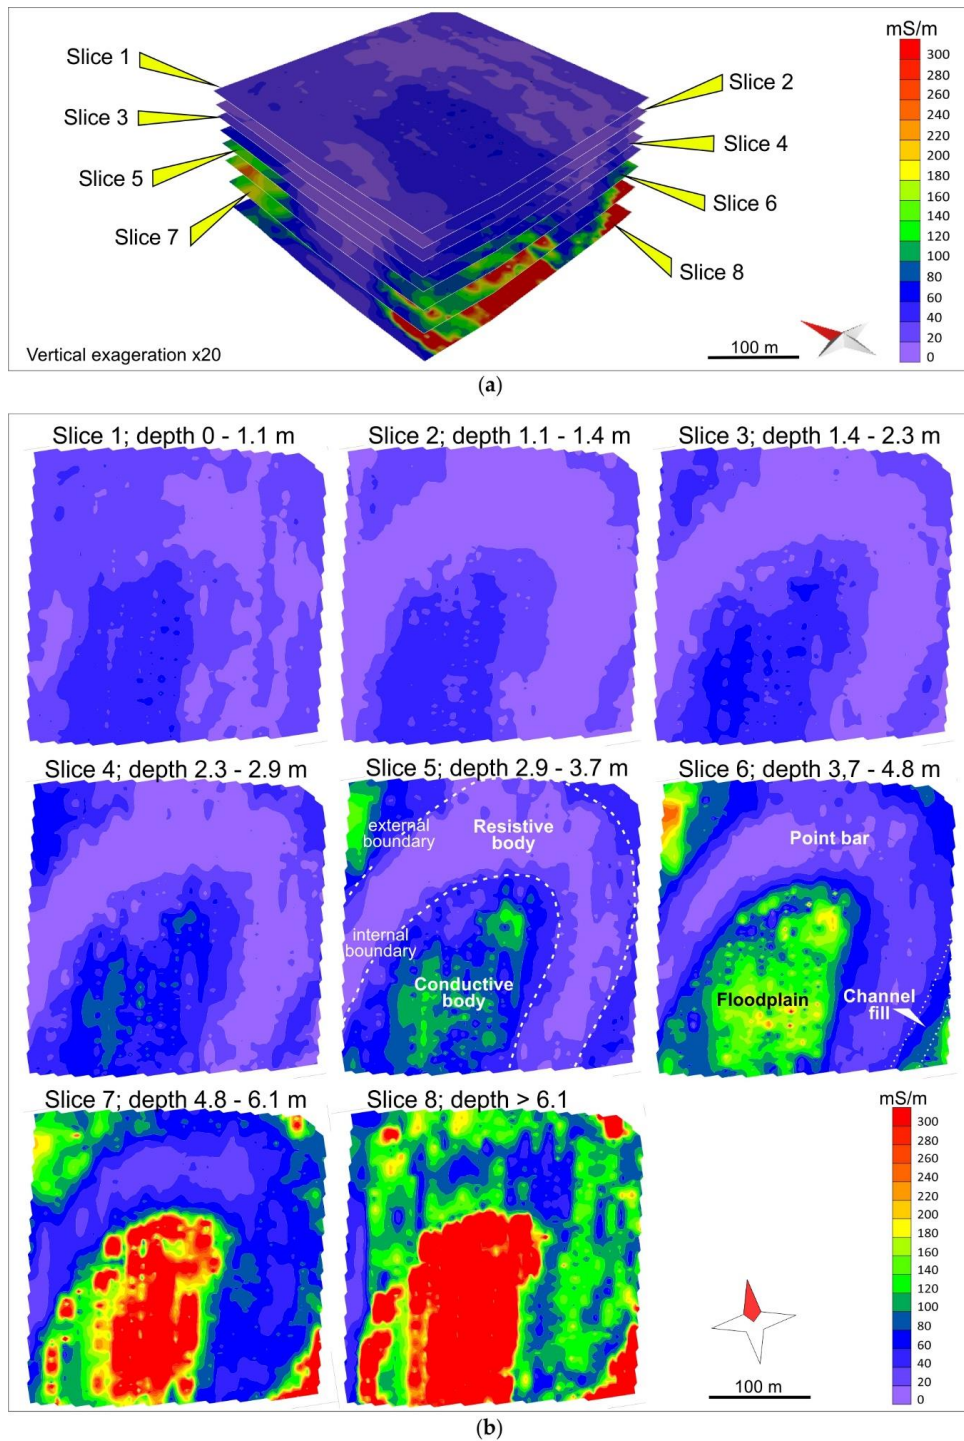 mS/m
Slice 1
Slice 2
Slice 3
Slice 4
Slice 5
Slice 6
Slice 7
Slice 8
300
280
260
240
220
200
180
160
140
120
100
80
60
40
20
0
Vertical exageration x20
100 m
(a)
Slice 1; depth 0 - 1.1 m
Slice 2; depth 1.1 - 1.4 m
Slice 3; depth 1.4 - 2.3 m
Slice 4; depth 2.3 - 2.9 m
Slice 5; depth 2.9 - 3.7 m
Slice 6; depth 3,7 - 4.8 m
external
boundary
Resistive
body
internal
boundary
Conductive
body
Point bar
Floodplain
Channel
fill
Slice 7; depth 4.8 - 6.1 m
Slice 8; depth > 6.1
mS/m
300
280
260
240
220
200
180
160
140
120
100
80
60
40
20
0
100 m
(b)